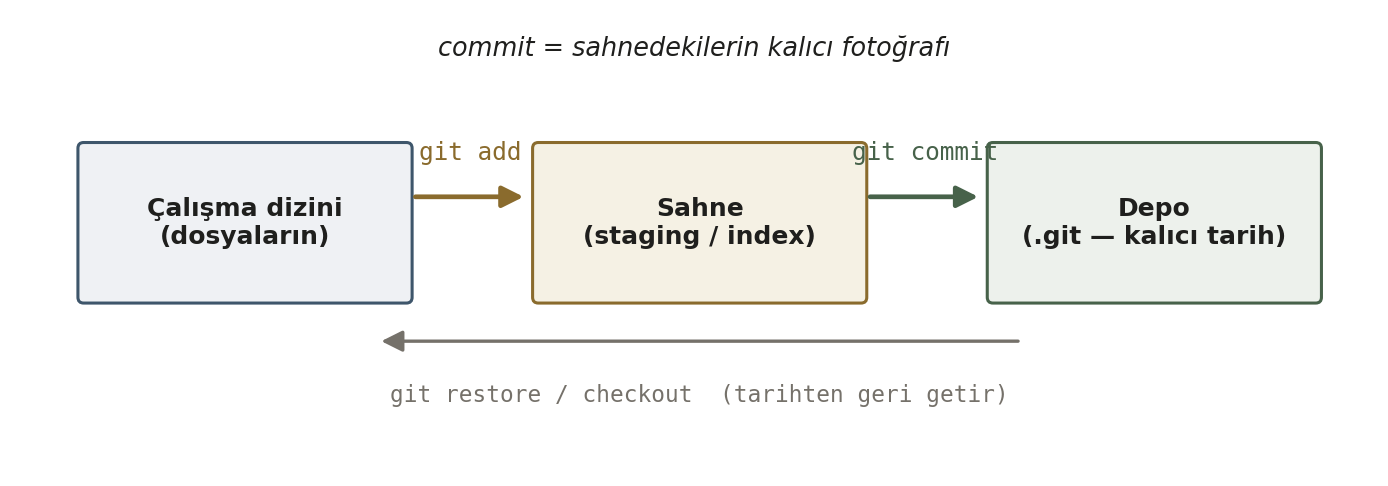 commit = sahnedekilerin kalıcı fotoğrafı
git add
git commit
Çalışma dizini
(dosyaların)
Sahne
(staging / index)
Depo
(.git — kalıcı tarih)
git restore / checkout  (tarihten geri getir)